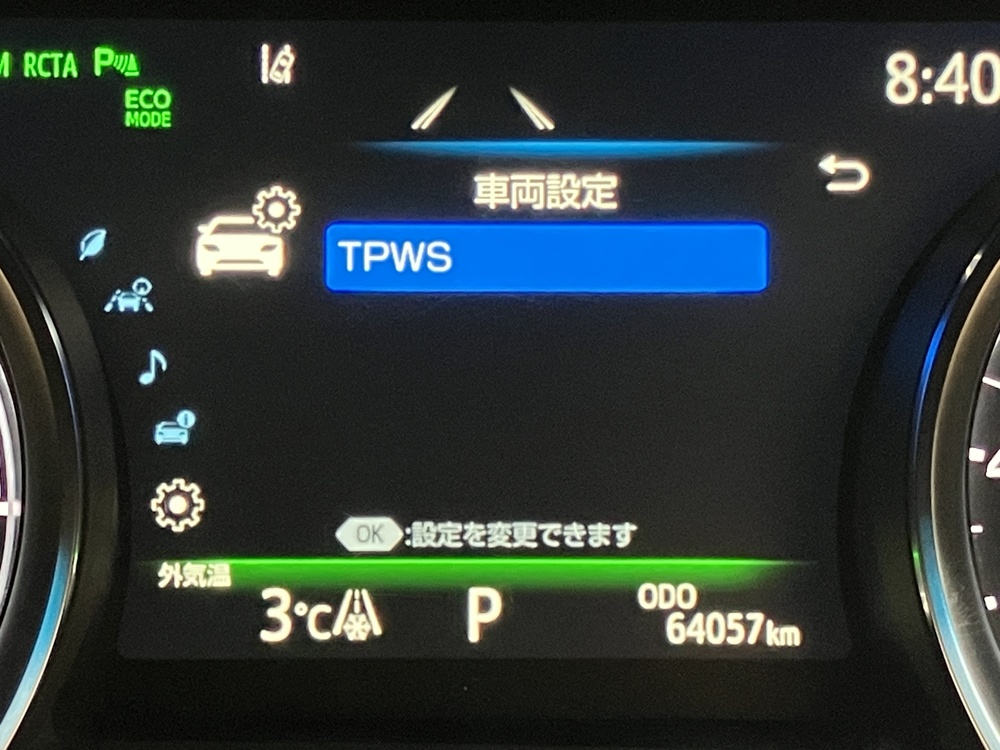 RCTA P
8:40
ECO
MODE
車両設定
TPWS
OK:設定を変更できます
外気温
3℃ P
ODO
64057km